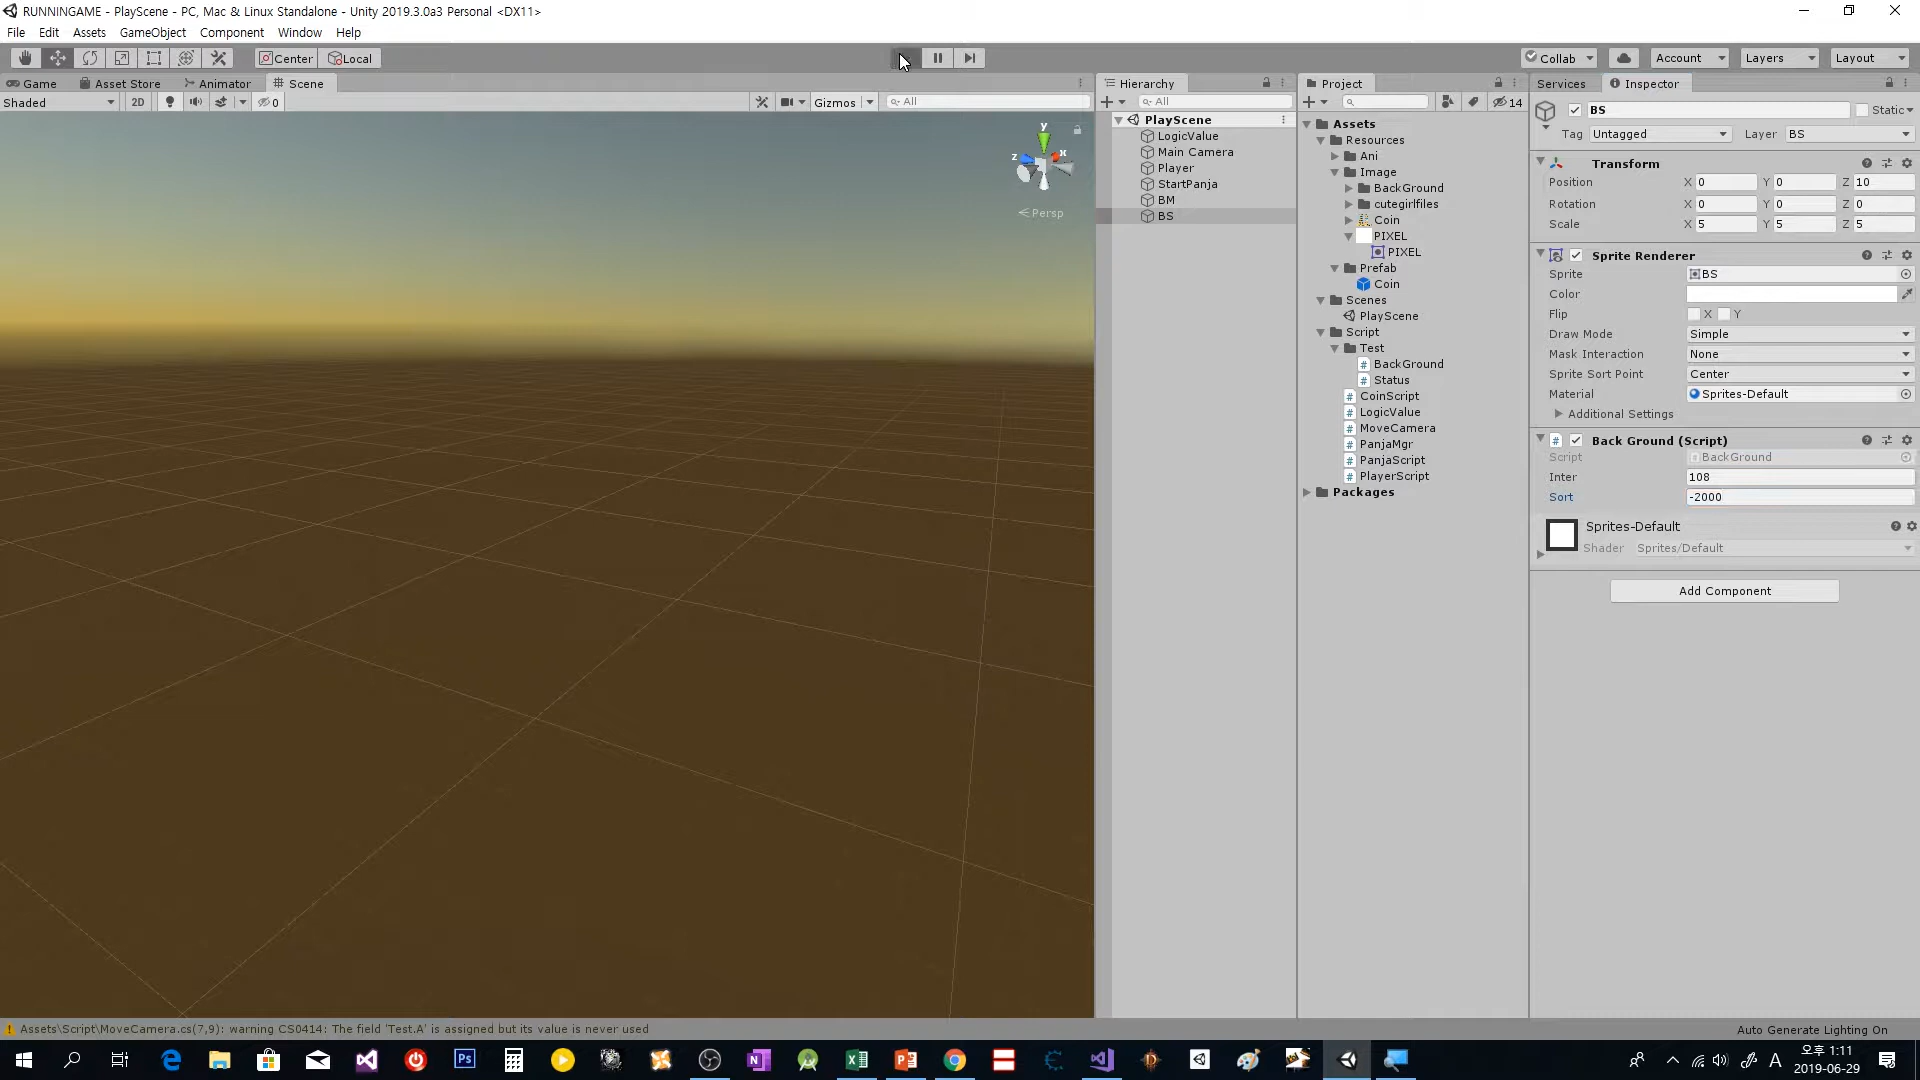 RUNNINGAME - PlayScene - PC, Mac & Linux Standalone - Unity 2019.3.0a3 Personal <DX11>
File Edit Assets GameObject Component Window Help
Center Local Collab Account Layers Layout
Game Asset Store Animator Scene Hierarchy Project Services Inspector
Shaded 2D 0 Gizmos All All 14
BS Static
Tag Untagged Layer BS
PlayScene
LogicValue
Main Camera
Player
StartPanja
BM
BS
Assets
Resources
Ani
Image
BackGround
cutegirlfiles
Coin
PIXEL
PIXEL
Prefab
Coin
Scenes
PlayScene
Script
Test
BackGround
Status
CoinScript
LogicValue
MoveCamera
PanjaMgr
PanjaScript
PlayerScript
Packages
Transform
Position X 0 Y 0 Z 10
Rotation X 0 Y 0 Z 0
Scale X 5 Y 5 Z 5
Sprite Renderer
Sprite BS
Color
Flip X Y
Draw Mode Simple
Mask Interaction None
Sprite Sort Point Center
Material Sprites-Default
Additional Settings
Back Ground (Script)
Script BackGround
Inter 108
Sort -2000
Sprites-Default
Shader Sprites/Default
Add Component
y
x
z
Persp
Assets\Script\MoveCamera.cs(7,9): warning CS0414: The field 'Test.A' is assigned but its value is never used
Auto Generate Lighting On
A
오후 1:11
2019-06-29